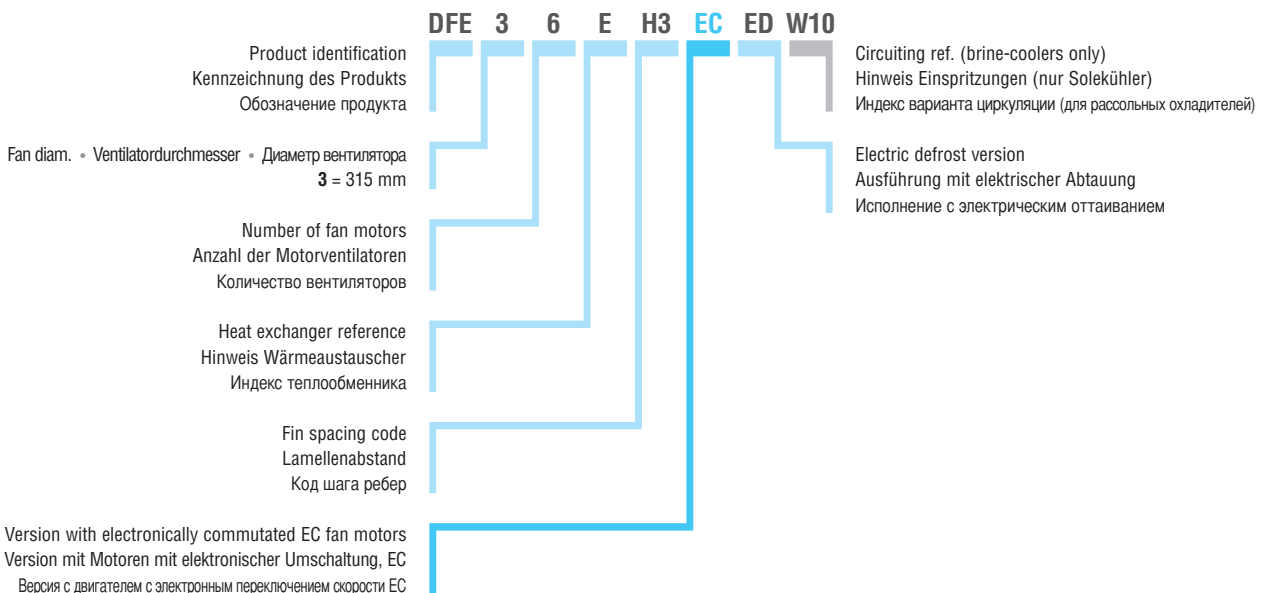 DFE 3 6 E H3 EC ED W10
Product identification
Kennzeichnung des Produkts
Обозначение продукта
Fan diam. • Ventilatordurchmesser • Диаметр вентилятора
3 = 315 mm
Number of fan motors
Anzahl der Motorventilatoren
Количество вентиляторов
Heat exchanger reference
Hinweis Wärmeaustauscher
Индекс теплообменника
Fin spacing code
Lamellenabstand
Код шага ребер
Version with electronically commutated EC fan motors
Version mit Motoren mit elektronischer Umschaltung, EC
Версия с двигателем с электронным переключением скорости EC
Circuiting ref. (brine-coolers only)
Hinweis Einspritzungen (nur Solekühler)
Индекс варианта циркуляции (для рассольных охладителей)
Electric defrost version
Ausführung mit elektrischer Abtauung
Исполнение с электрическим оттаиванием